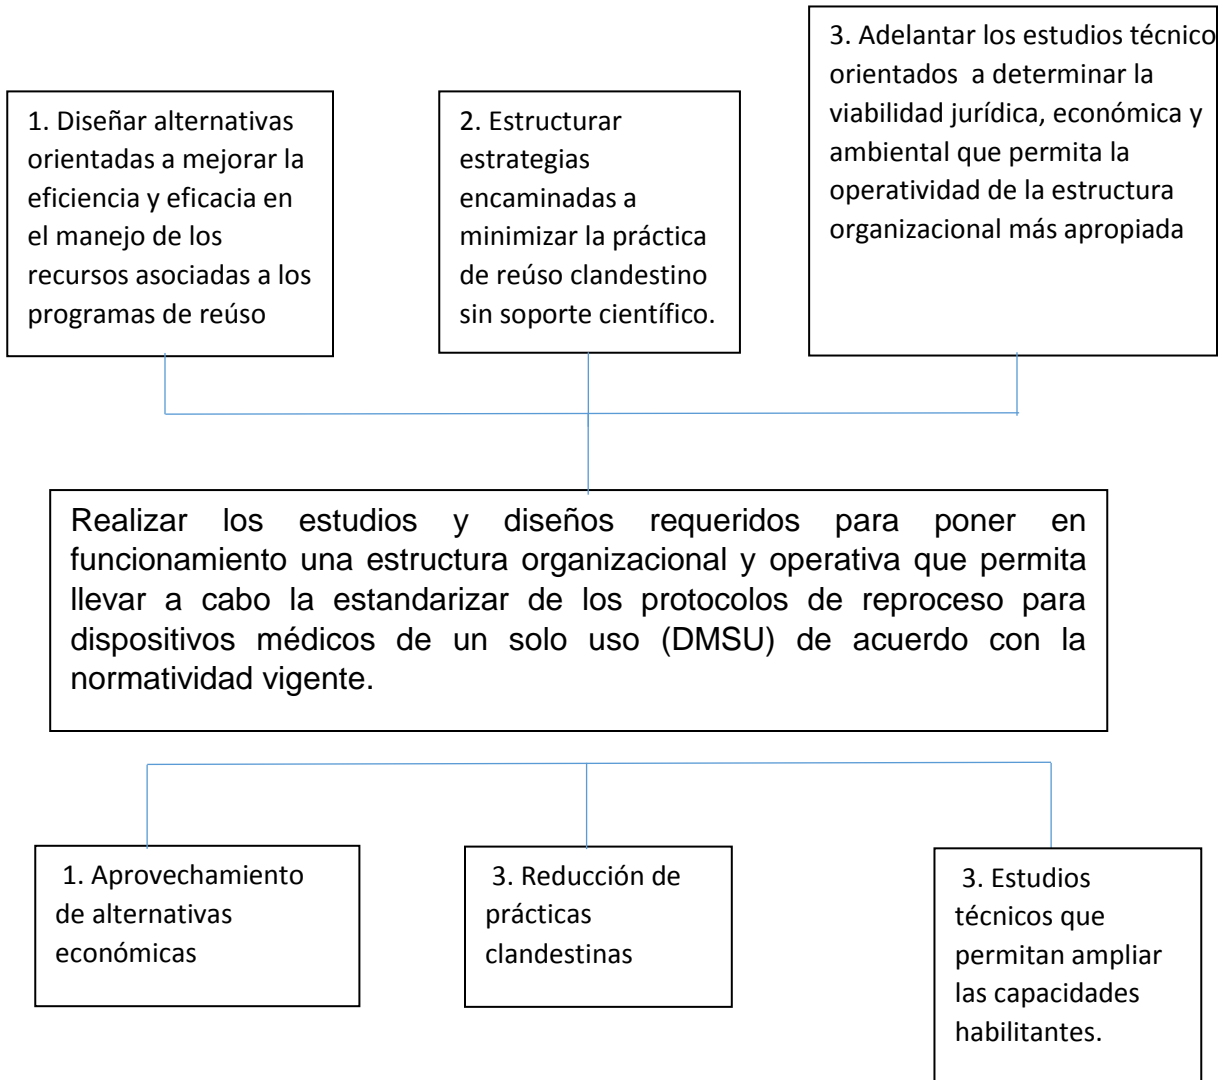 1. Diseñar alternativas
orientadas a mejorar la
eficiencia y eficacia en
el manejo de los
recursos asociadas a los
programas de reúso
2. Estructurar
estrategias
encaminadas a
minimizar la práctica
de reúso clandestino
sin soporte científico.
3. Adelantar los estudios técnico
orientados  a determinar la
viabilidad jurídica, económica y
ambiental que permita la
operatividad de la estructura
organizacional más apropiada
Realizar los estudios y diseños requeridos para poner en
funcionamiento una estructura organizacional y operativa que permita
llevar a cabo la estandarizar de los protocolos de reproceso para
dispositivos médicos de un solo uso (DMSU) de acuerdo con la
normatividad vigente.
1. Aprovechamiento
de alternativas
económicas
3. Reducción de
prácticas
clandestinas
3. Estudios
técnicos que
permitan ampliar
las capacidades
habilitantes.